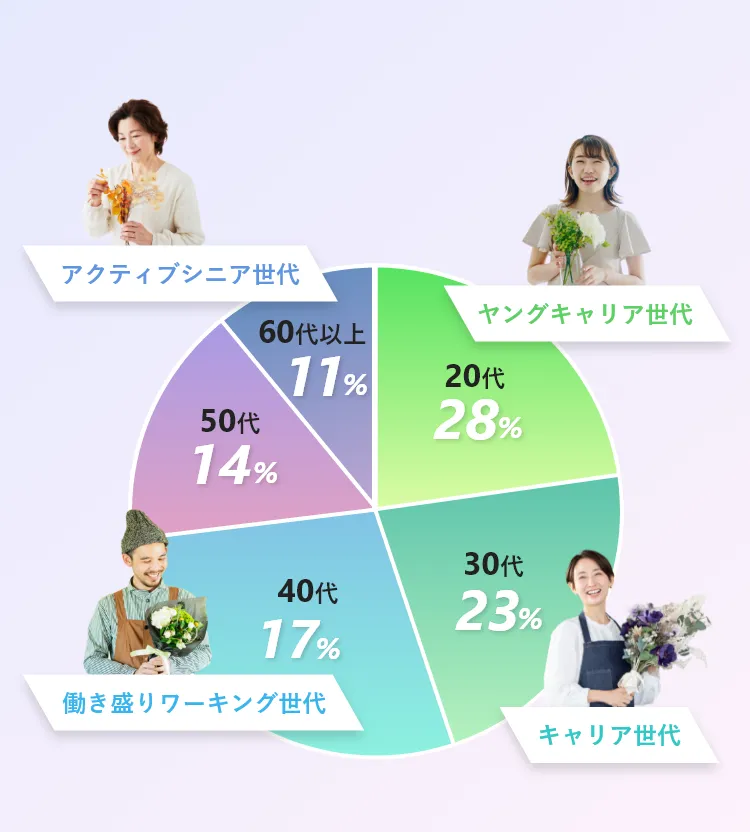 アクティブシニア世代
ヤングキャリア世代
60代以上
11%
20代
28%
50代
14%
30代
23%
40代
17%
働き盛りワーキング世代
キャリア世代